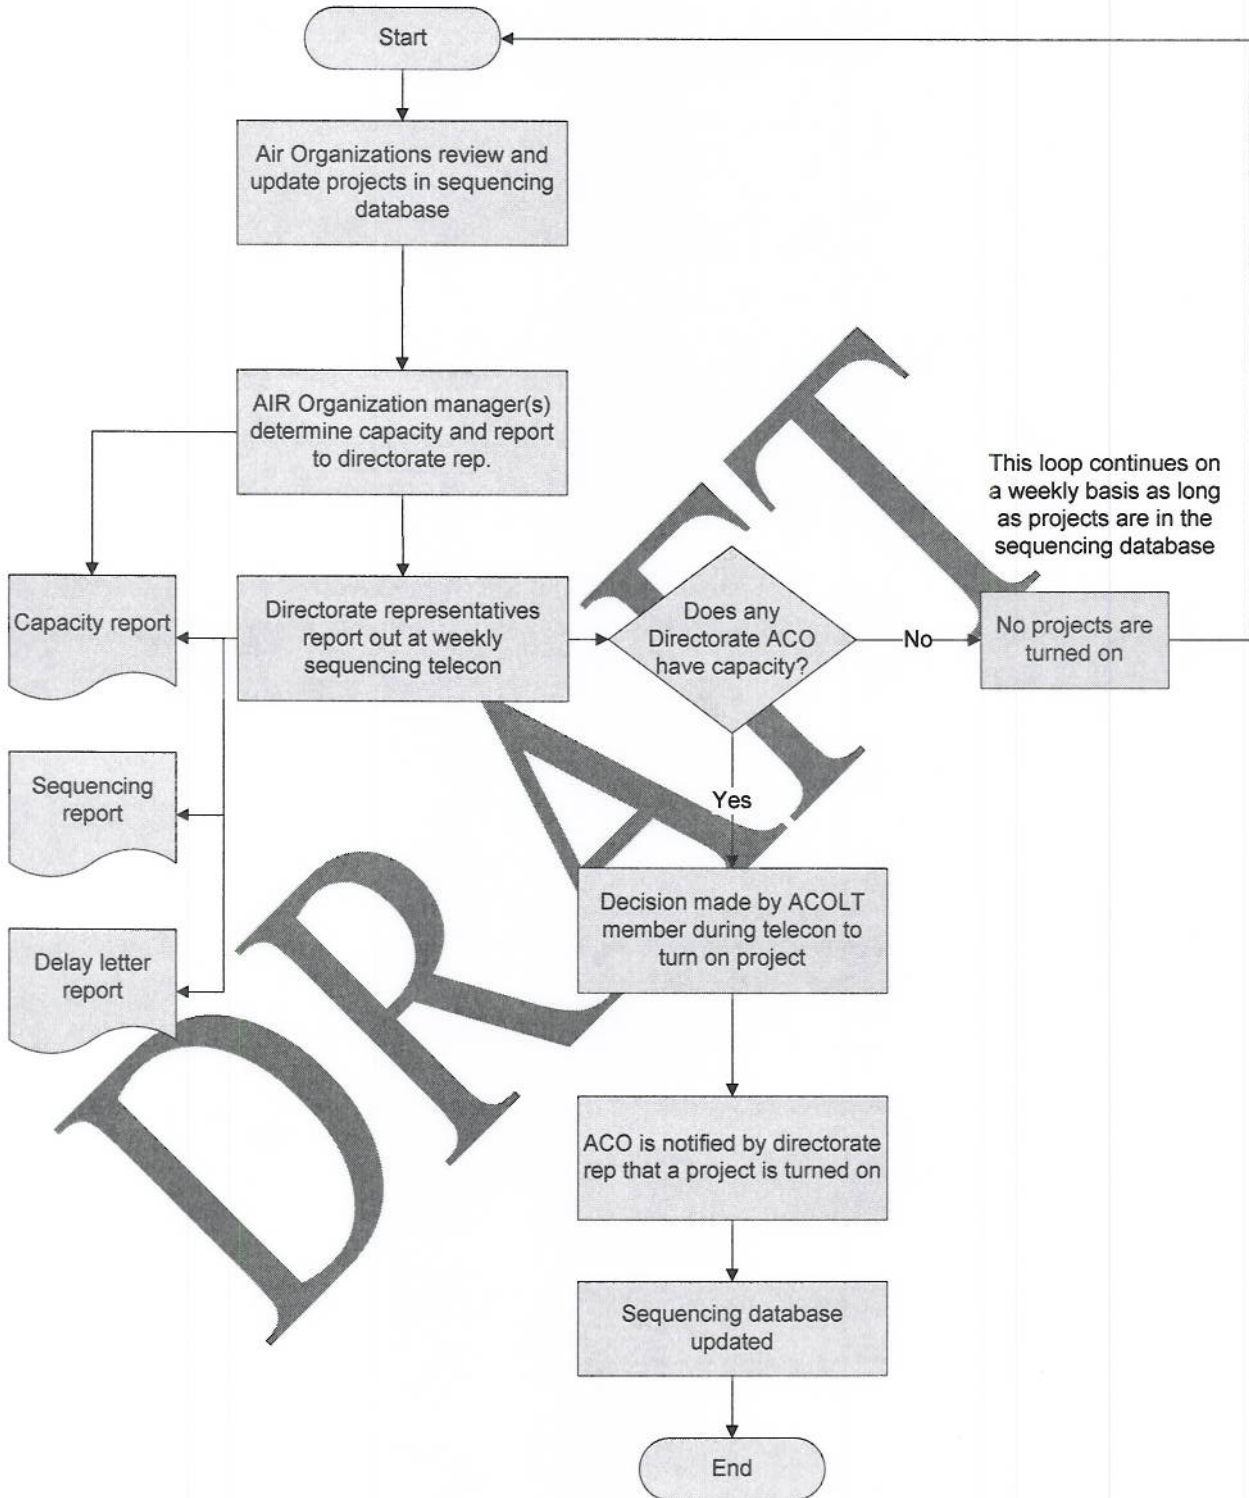 Start
Air Organizations review and
update projects in sequencing
database
AIR Organization manager(s)
determine capacity and report
to directorate rep.
This loop continues on
a weekly basis as long
as projects are in the
sequencing database
Capacity report
Directorate representatives
report out at weekly
sequencing telecon
Does any
Directorate ACO
have capacity?
No
No projects are
turned on
Sequencing
report
Yes
Decision made by ACOLT
member during telecon to
turn on project
Delay letter
report
ACO is notified by directorate
rep that a project is turned on
Sequencing database
updated
End
DRAFT